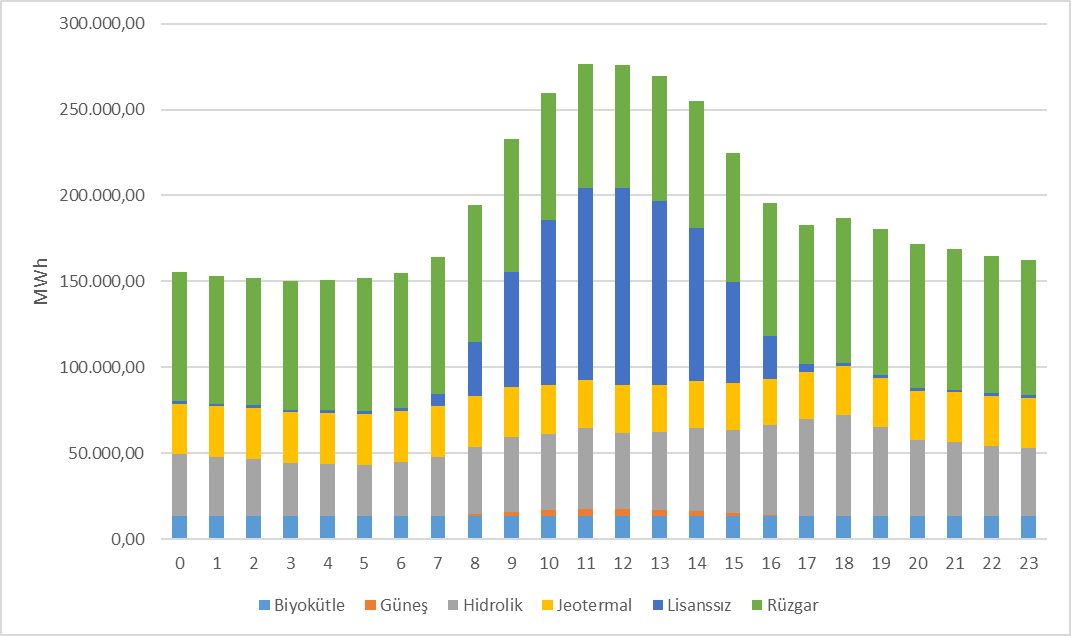 300.000,00
250.000,00
200.000,00
150.000,00
100.000,00
50.000,00
0,00
MWh
0 1 2 3 4 5 6 7 8 9 10 11 12 13 14 15 16 17 18 19 20 21 22 23
Biyokütle Güneş Hidrolik Jeotermal Lisanssız Rüzgar